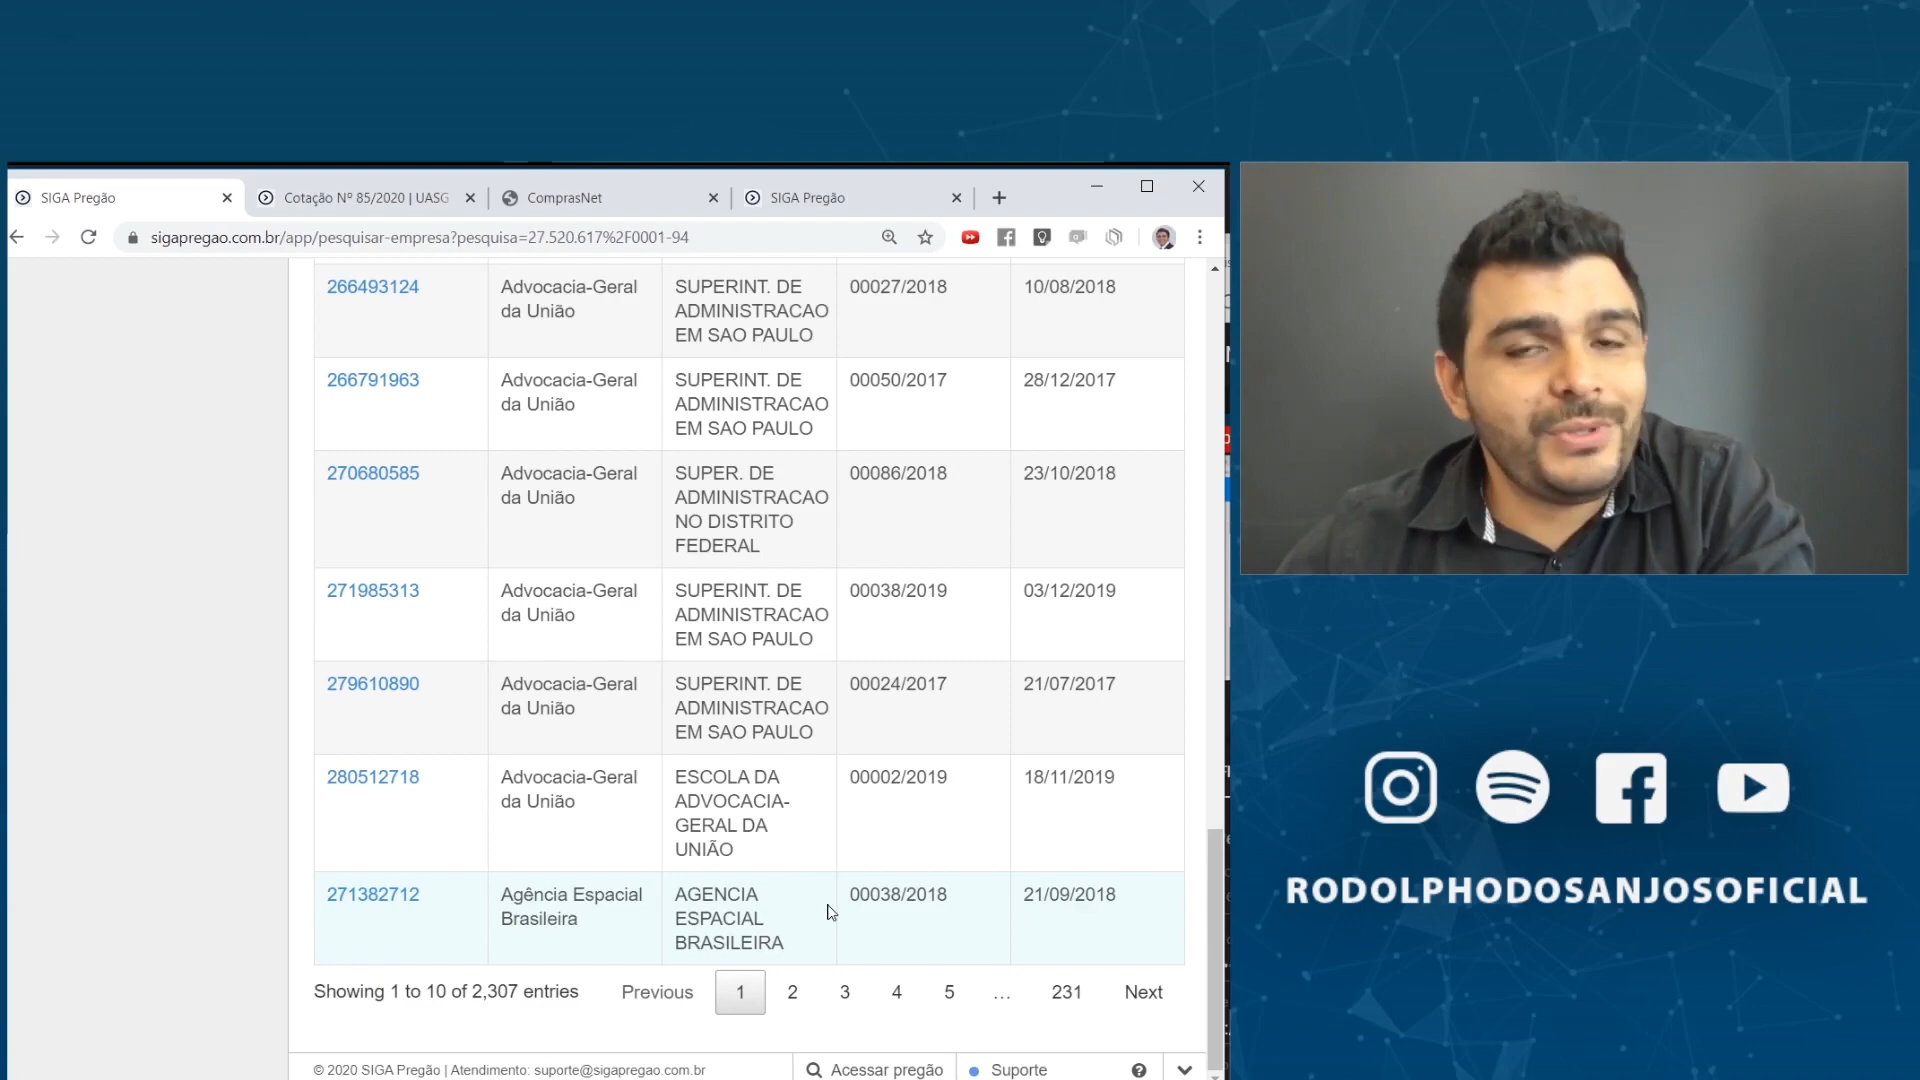 SIGA Pregão
Cotação Nº 85/2020 | UASG
ComprasNet
SIGA Pregão
sigapregao.com.br/app/pesquisar-empresa?pesquisa=27.520.617%2F0001-94
266493124
Advocacia-Geral
da União
SUPERINT. DE
ADMINISTRACAO
EM SAO PAULO
00027/2018
10/08/2018
266791963
Advocacia-Geral
da União
SUPERINT. DE
ADMINISTRACAO
EM SAO PAULO
00050/2017
28/12/2017
270680585
Advocacia-Geral
da União
SUPER. DE
ADMINISTRACAO
NO DISTRITO
FEDERAL
00086/2018
23/10/2018
271985313
Advocacia-Geral
da União
SUPERINT. DE
ADMINISTRACAO
EM SAO PAULO
00038/2019
03/12/2019
279610890
Advocacia-Geral
da União
SUPERINT. DE
ADMINISTRACAO
EM SAO PAULO
00024/2017
21/07/2017
280512718
Advocacia-Geral
da União
ESCOLA DA
ADVOCACIA-
GERAL DA
UNIÃO
00002/2019
18/11/2019
271382712
Agência Espacial
Brasileira
AGENCIA
ESPACIAL
BRASILEIRA
00038/2018
21/09/2018
Showing 1 to 10 of 2,307 entries
Previous 1 2 3 4 5 … 231 Next
© 2020 SIGA Pregão | Atendimento: suporte@sigapregao.com.br
Acessar pregão
Suporte
RODOLPHODOSANJOSOFICIAL